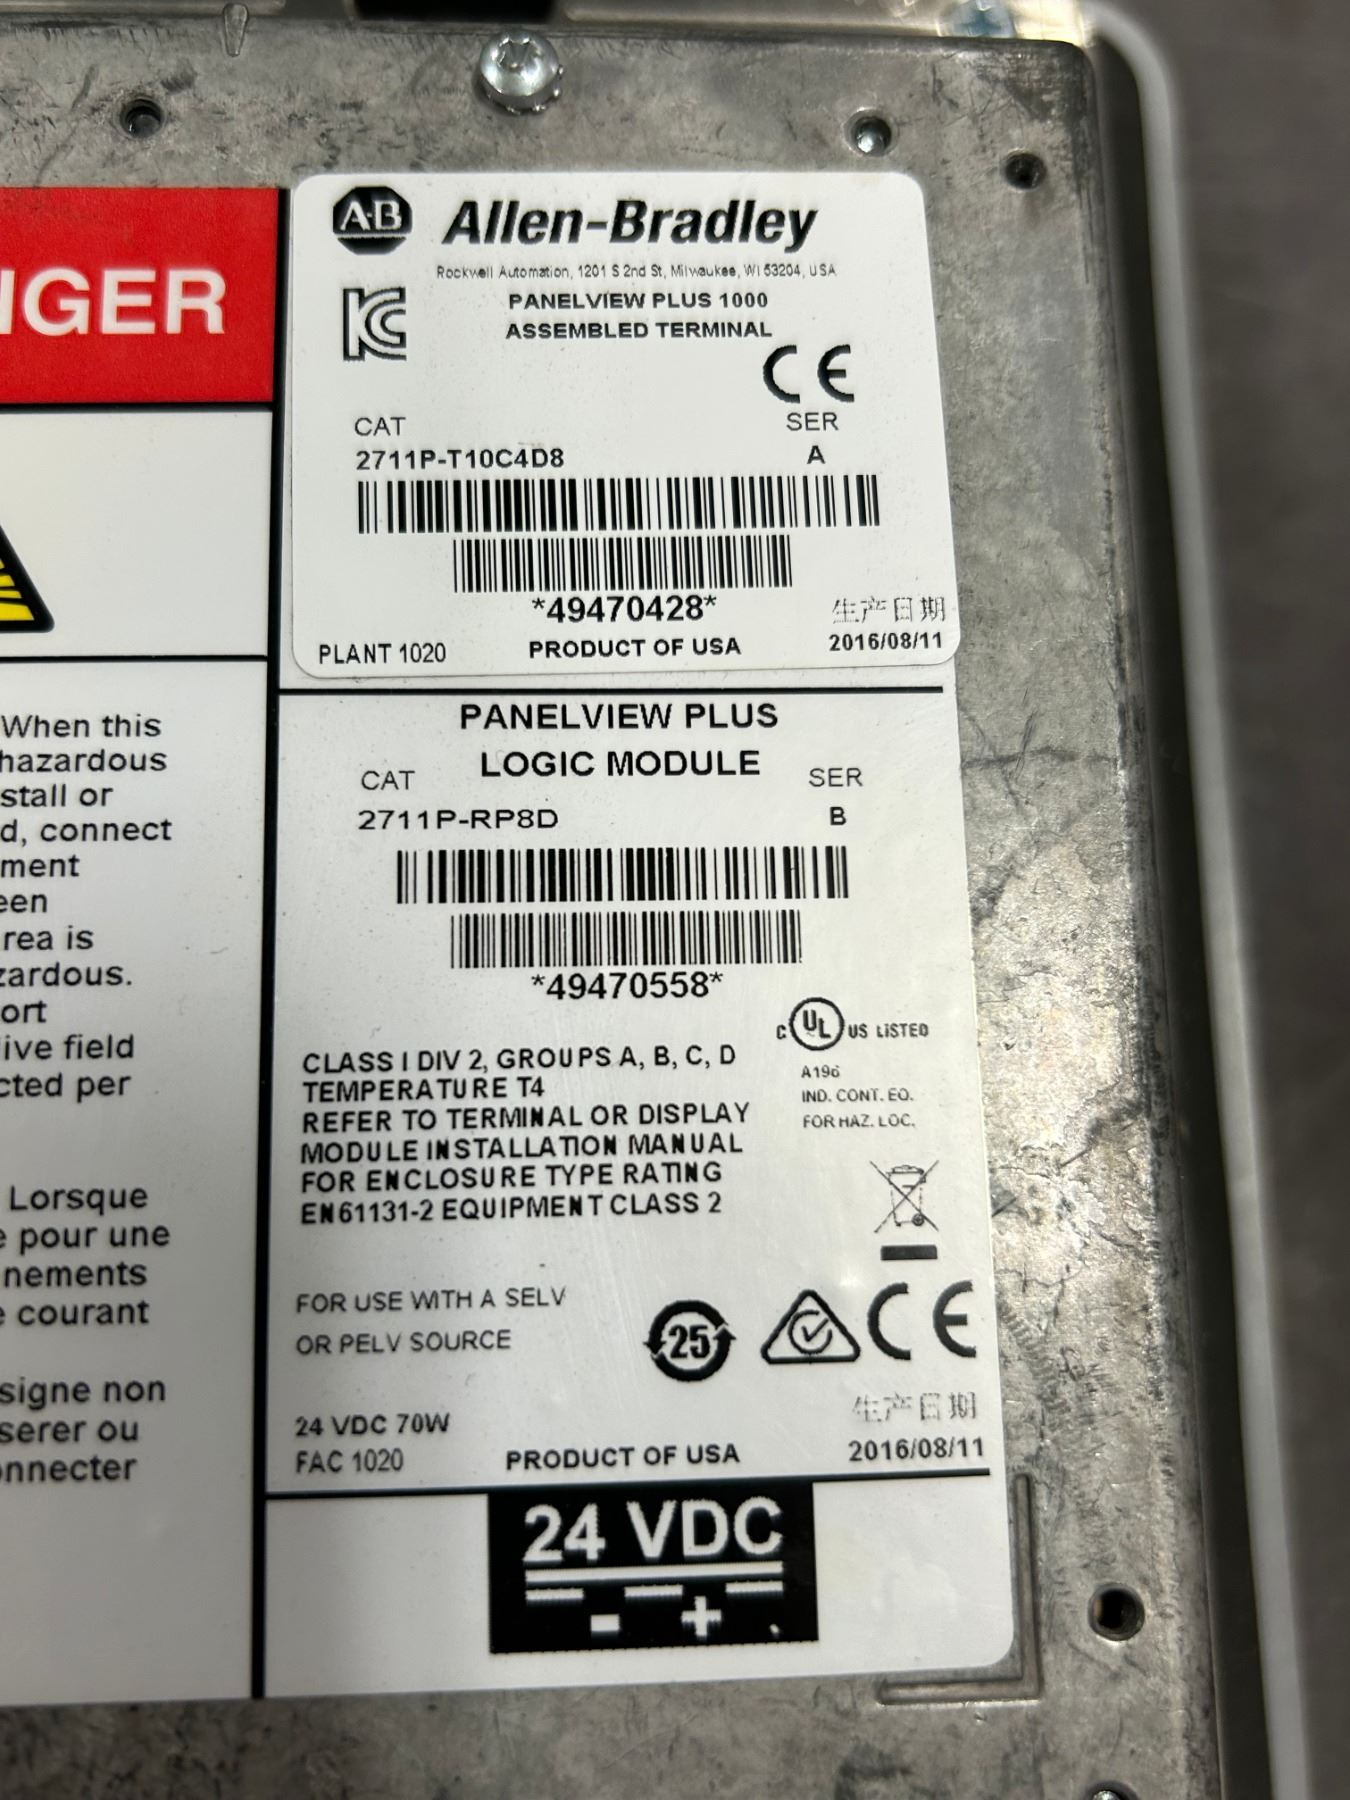 NGER
When this
hazardous
stall or
d, connect
ment
een
rea is
zardous.
ort
live field
cted per
Lorsque
e pour une
nements
e courant
signe non
serer ou
onnecter
A-B Allen-Bradley
Rockwell Automation, 1201 S 2nd St, Milwaukee, WI 53204, USA
PANELVIEW PLUS 1000
ASSEMBLED TERMINAL
KC
CE
CAT SER
2711P-T10C4D8 A
*49470428*
生产日期
PLANT 1020 PRODUCT OF USA 2016/08/11
PANELVIEW PLUS
LOGIC MODULE
CAT SER
2711P-RP8D B
*49470558*
C UL US LISTED
A196
IND. CONT. EQ.
FOR HAZ. LOC.
CLASS I DIV 2, GROUPS A, B, C, D
TEMPERATURE T4
REFER TO TERMINAL OR DISPLAY
MODULE INSTALLATION MANUAL
FOR ENCLOSURE TYPE RATING
EN61131-2 EQUIPMENT CLASS 2
FOR USE WITH A SELV
OR PELV SOURCE
25
CE
24 VDC 70W
生产日期
FAC 1020 PRODUCT OF USA 2016/08/11
24 VDC
- +